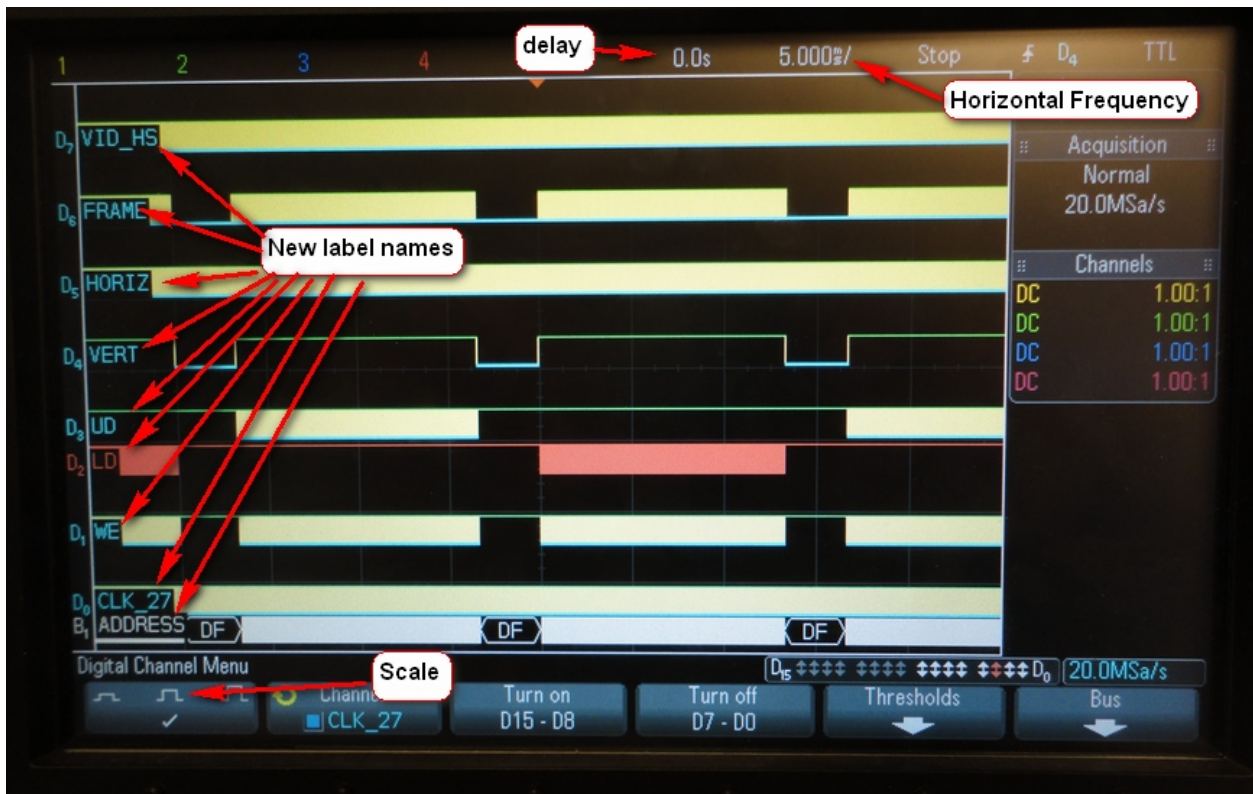 delay
1 2 3 4 0.0s 5.000ms/ Stop D4 TTL
Horizontal Frequency
D7 VID_HS
Acquisition
Normal
20.0MSa/s
D6 FRAME
New label names
Channels
D5 HORIZ
DC 1.00:1
DC 1.00:1
DC 1.00:1
DC 1.00:1
D4 VERT
D3 UD
D2 LD
D1 WE
D0 CLK_27
B1 ADDRESS DF DF DF
Digital Channel Menu
Scale
D15 D0 20.0MSa/s
Channel
CLK_27
Turn on
D15 - D8
Turn off
D7 - D0
Thresholds
Bus